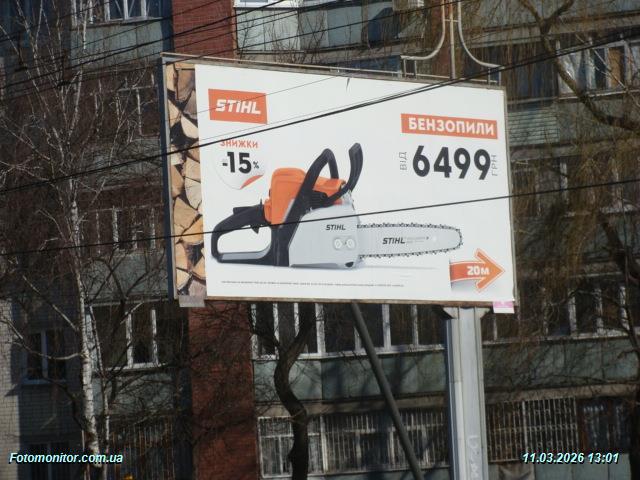 STIHL
ЗНИЖКИ
-15%
БЕНЗОПИЛИ
ВІД 6499 ГРН
STIHL
STIHL
20м
Fotomonitor.com.ua
11.03.2026 13:01